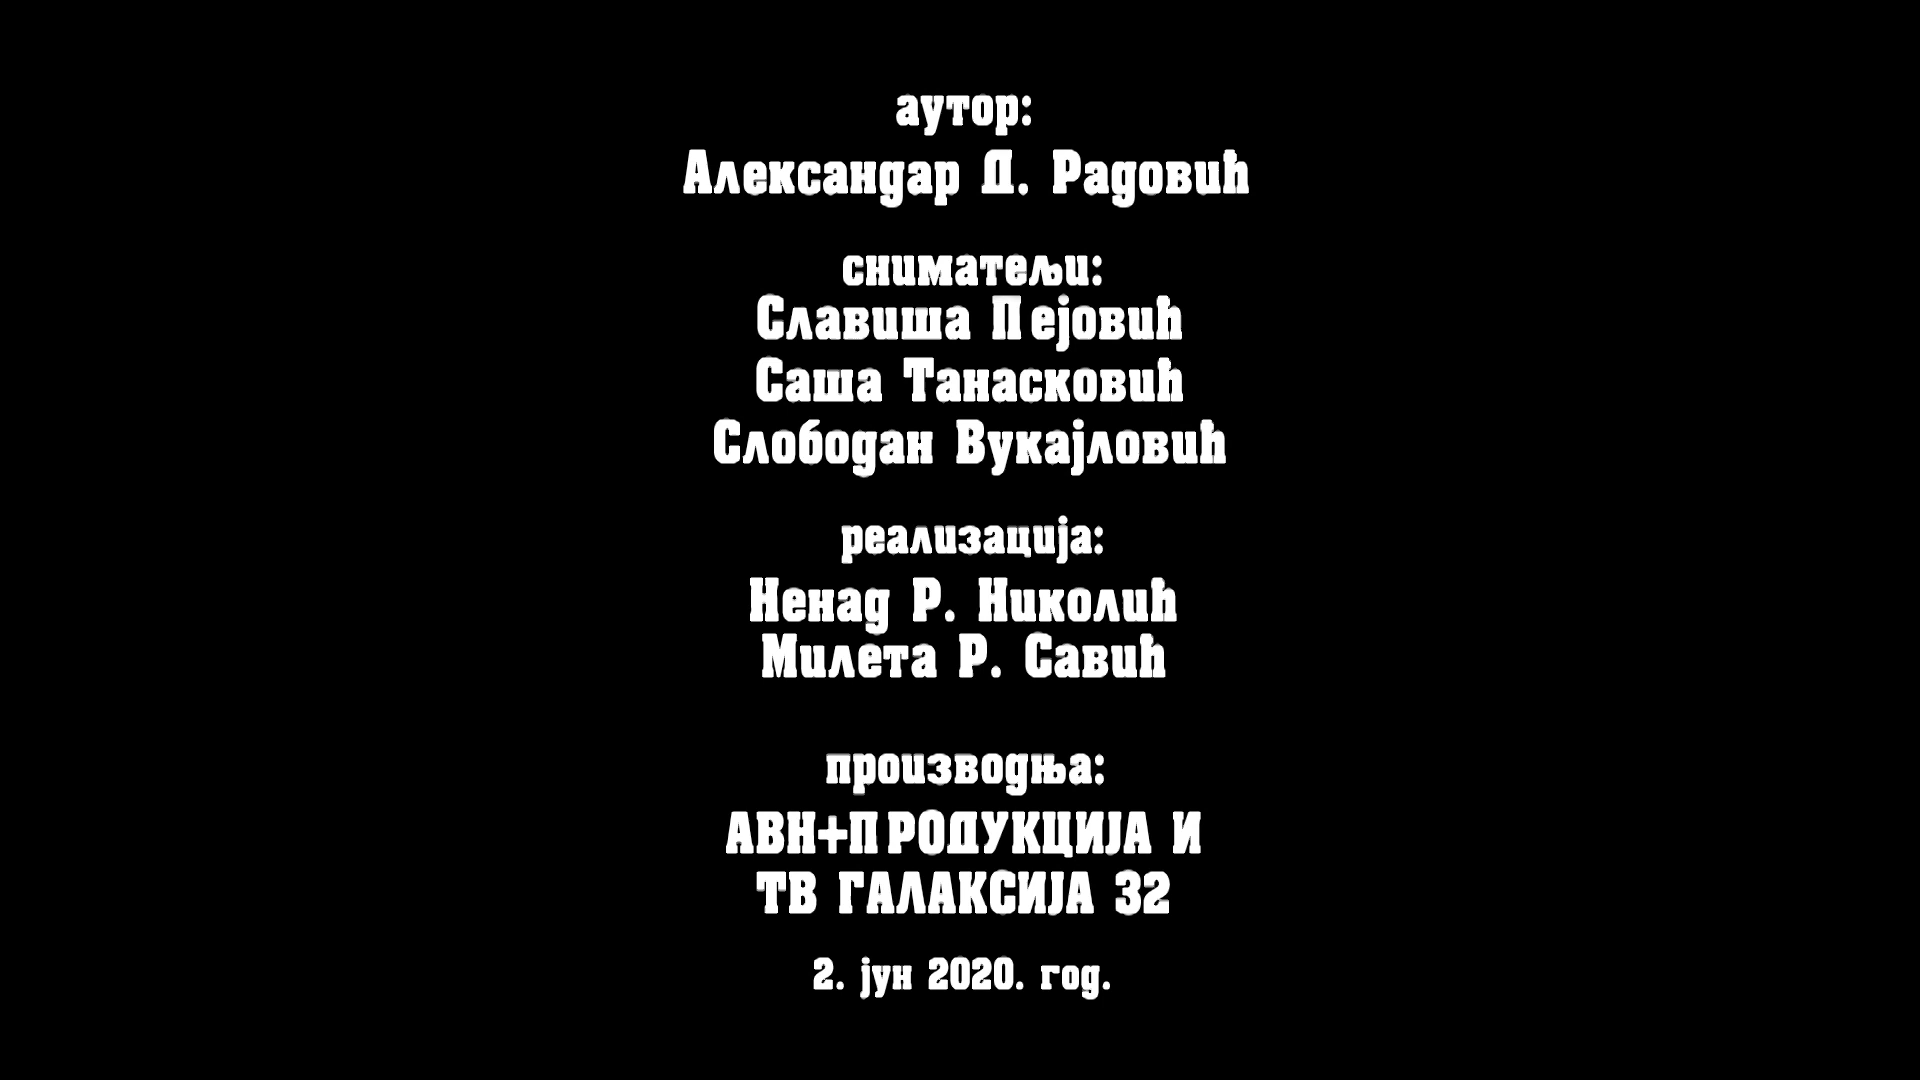 аутор:
Александар Д. Радовић
сниматељи:
Славиша Пејовић
Саша Танасковић
Слободан Вукајловић
реализација:
Ненад Р. Николић
Милета Р. Савић
производња:
АВН+ПРОДУКЦИЈА И
ТВ ГАЛАКСИЈА 32
2. јун 2020. год.